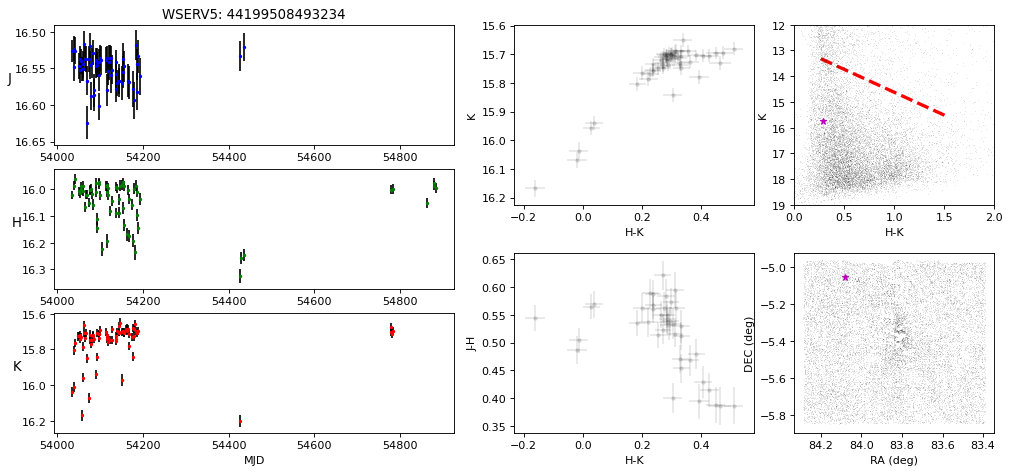 WSERV5: 44199508493234
16.50
16.55
16.60
16.65
J
54000 54200 54400 54600 54800
16.0
16.1
16.2
16.3
H
54000 54200 54400 54600 54800
15.6
15.8
16.0
16.2
K
54000 54200 54400 54600 54800
MJD
15.6
15.7
15.8
15.9
16.0
16.1
16.2
K
−0.2 0.0 0.2 0.4
H-K
12
13
14
15
16
17
18
19
K
0.0 0.5 1.0 1.5 2.0
H-K
0.65
0.60
0.55
0.50
0.45
0.40
0.35
J-H
−0.2 0.0 0.2 0.4
H-K
−5.0
−5.2
−5.4
−5.6
−5.8
DEC (deg)
84.2 84.0 83.8 83.6 83.4
RA (deg)